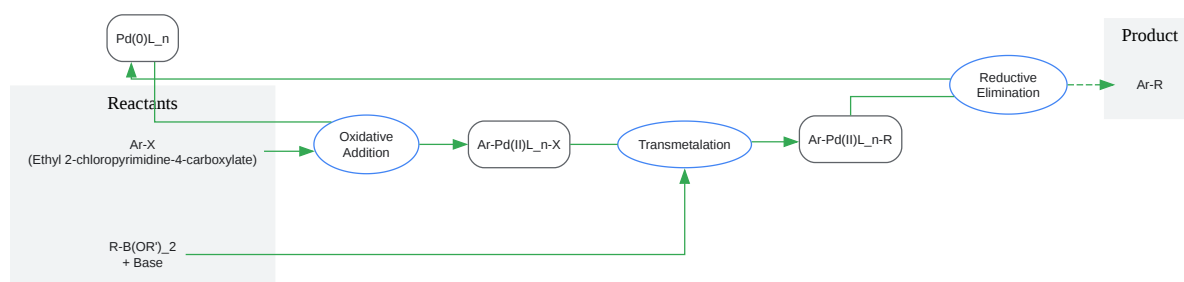 Pd(0)L_n
Reactants
Ar-X
(Ethyl 2-chloropyrimidine-4-carboxylate)
R-B(OR')_2
+ Base
Oxidative
Addition
Ar-Pd(II)L_n-X
Transmetalation
Ar-Pd(II)L_n-R
Reductive
Elimination
Product
Ar-R